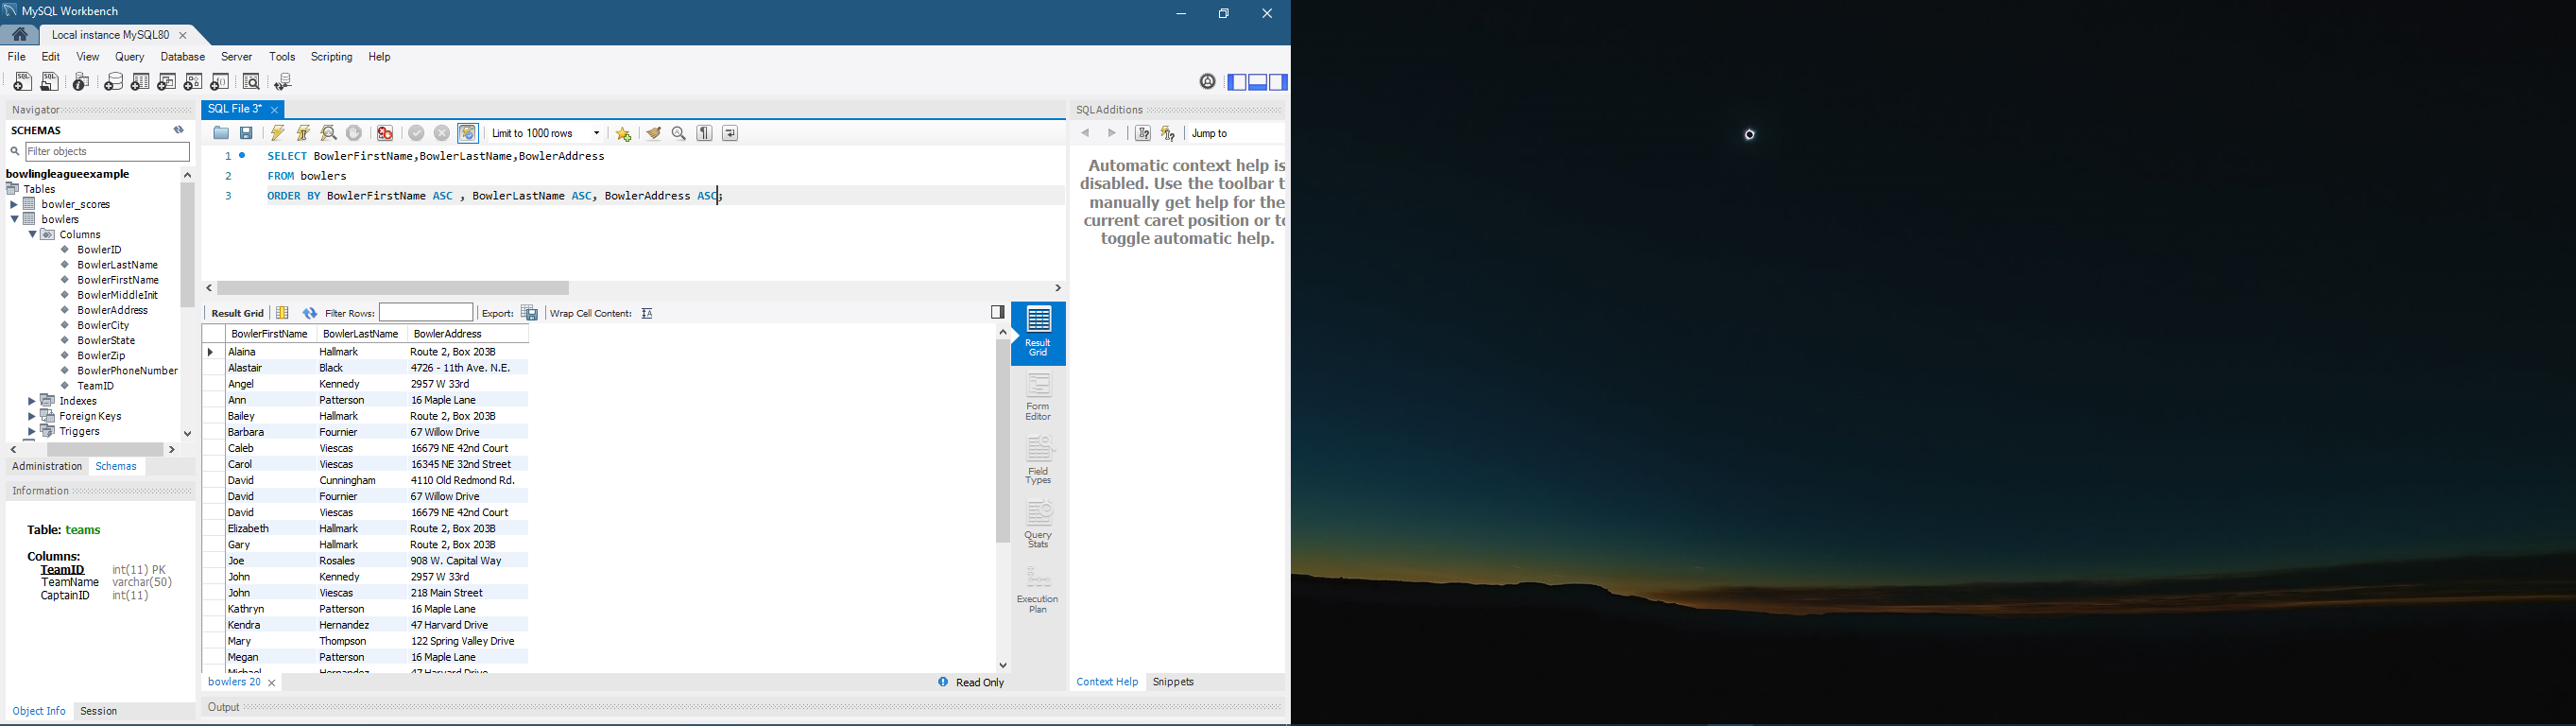 MySQL Workbench
Local instance MySQL80
File Edit View Query Database Server Tools Scripting Help
Navigator
SCHEMAS
Filter objects
bowlingleagueexample
Tables
bowler_scores
bowlers
Columns
BowlerID
BowlerLastName
BowlerFirstName
BowlerMiddleInit
BowlerAddress
BowlerCity
BowlerState
BowlerZip
BowlerPhoneNumber
TeamID
Indexes
Foreign Keys
Triggers
Administration Schemas
Information
Table: teams
Columns:
TeamID int(11) PK
TeamName varchar(50)
CaptainID int(11)
Object Info Session
SQL File 3*
Limit to 1000 rows
1 SELECT BowlerFirstName,BowlerLastName,BowlerAddress
2 FROM bowlers
3 ORDER BY BowlerFirstName ASC , BowlerLastName ASC, BowlerAddress ASC;
Result Grid Filter Rows: Export: Wrap Cell Content:
BowlerFirstName BowlerLastName BowlerAddress
Alaina Hallmark Route 2, Box 203B
Alastair Black 4726 - 11th Ave. N.E.
Angel Kennedy 2957 W 33rd
Ann Patterson 16 Maple Lane
Bailey Hallmark Route 2, Box 203B
Barbara Fournier 67 Willow Drive
Caleb Viescas 16679 NE 42nd Court
Carol Viescas 16345 NE 32nd Street
David Cunningham 4110 Old Redmond Rd.
David Fournier 67 Willow Drive
David Viescas 16679 NE 42nd Court
Elizabeth Hallmark Route 2, Box 203B
Gary Hallmark Route 2, Box 203B
Joe Rosales 908 W. Capital Way
John Kennedy 2957 W 33rd
John Viescas 218 Main Street
Kathryn Patterson 16 Maple Lane
Kendra Hernandez 47 Harvard Drive
Mary Thompson 122 Spring Valley Drive
Megan Patterson 16 Maple Lane
Michael Hernandez 47 Harvard Drive
Result
Grid
Form
Editor
Field
Types
Query
Stats
Execution
Plan
bowlers 20
Read Only
Output
SQLAdditions
Jump to
Automatic context help is
disabled. Use the toolbar t
manually get help for the
current caret position or to
toggle automatic help.
Context Help Snippets